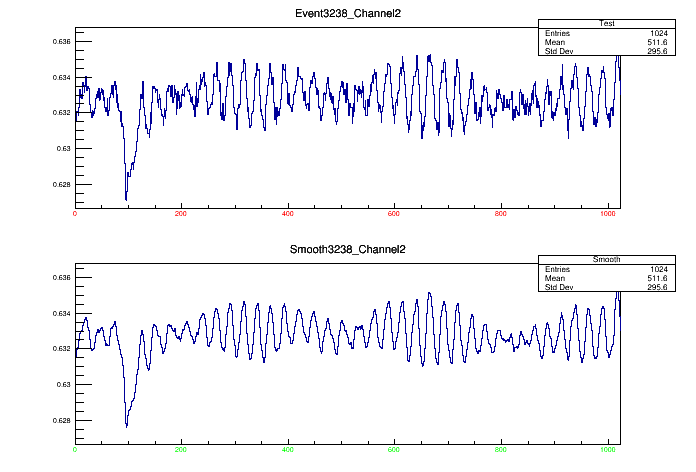 Event3238_Channel2
Test
Entries 1024
Mean 511.6
Std Dev 295.6
0.636
0.634
0.632
0.63
0.628
0 200 400 600 800 1000
Smooth3238_Channel2
Smooth
Entries 1024
Mean 511.6
Std Dev 295.6
0.636
0.634
0.632
0.63
0.628
0 200 400 600 800 1000